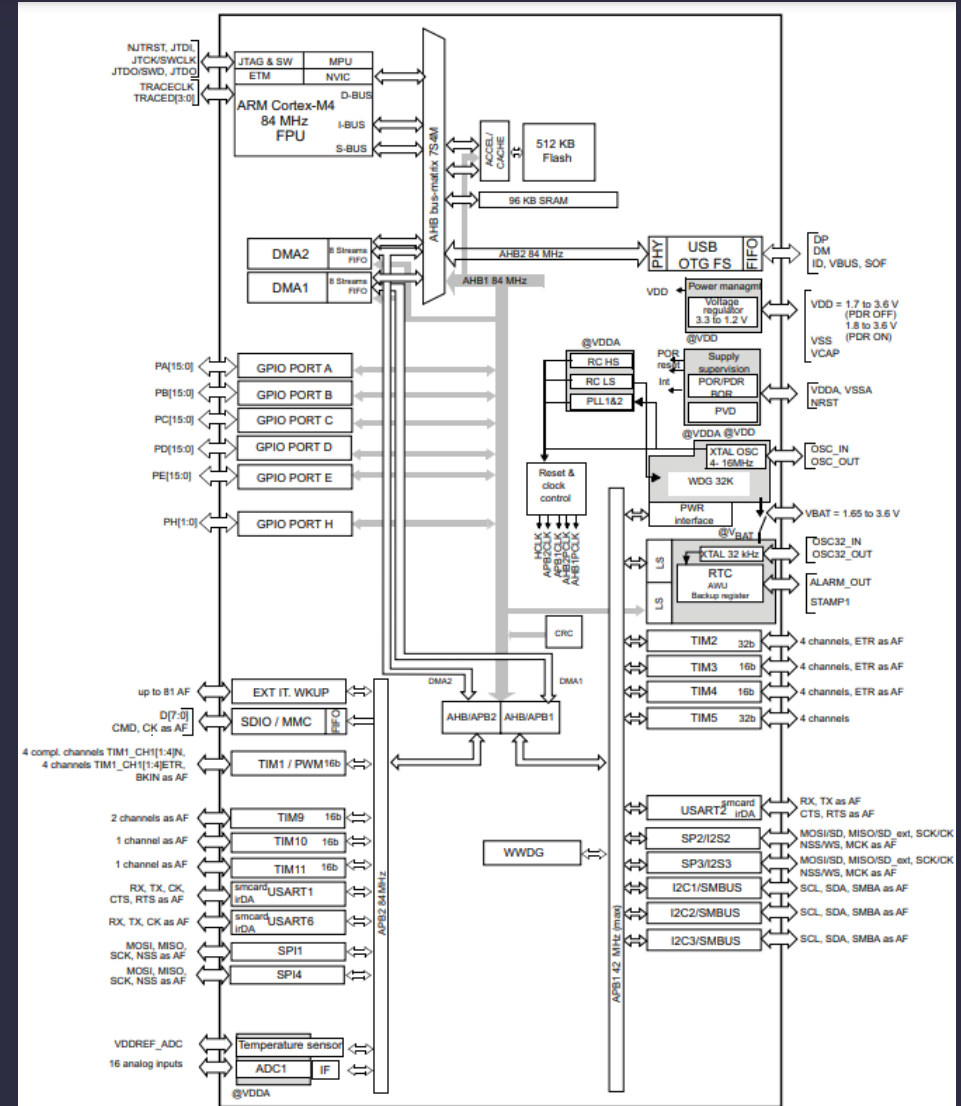 NJTRST, JTDI,
JTCK/SWCLK
JTDO/SWD, JTDO
TRACECLK
TRACED[3:0]
JTAG & SW
MPU
ETM
NVIC
D-BUS
ARM Cortex-M4
84 MHz
FPU
I-BUS
S-BUS
AHB bus-matrix 7S4M
ACCEL/
CACHE
512 KB
Flash
96 KB SRAM
DMA2
8 Streams
FIFO
DMA1
8 Streams
FIFO
AHB2 84 MHz
AHB1 84 MHz
PHY
USB
OTG FS
FIFO
DP
DM
ID, VBUS, SOF
Power managmt
VDD
Voltage
regulator
3.3 to 1.2 V
@VDD
VDD = 1.7 to 3.6 V
(PDR OFF)
1.8 to 3.6 V
(PDR ON)
VSS
VCAP
@VDDA
RC HS
RC LS
PLL1&2
POR
reset
Int
Supply
supervision
POR/PDR
BOR
PVD
VDDA, VSSA
NRST
@VDDA @VDD
PA[15:0]
GPIO PORT A
PB[15:0]
GPIO PORT B
PC[15:0]
GPIO PORT C
PD[15:0]
GPIO PORT D
PE[15:0]
GPIO PORT E
PH[1:0]
GPIO PORT H
XTAL OSC
4- 16MHz
OSC_IN
OSC_OUT
WDG 32K
Reset &
clock
control
PWR
interface
VBAT = 1.65 to 3.6 V
HCLK
APB2CLK
APB1CLK
AHB2PCLK
AHB1PCLK
@VBAT
OSC32_IN
OSC32_OUT
LS
XTAL 32 kHz
RTC
AWU
Backup register
LS
ALARM_OUT
STAMP1
CRC
TIM2
32b
4 channels, ETR as AF
TIM3
16b
4 channels, ETR as AF
TIM4
16b
4 channels, ETR as AF
TIM5
32b
4 channels
DMA2
DMA1
AHB/APB2
AHB/APB1
up to 81 AF
EXT IT. WKUP
D[7:0]
CMD, CK as AF
SDIO / MMC
FIFO
4 compl. channels TIM1_CH1[1:4]N,
4 channels TIM1_CH1[1:4]ETR,
BKIN as AF
TIM1 / PWM
16b
2 channels as AF
TIM9
16b
1 channel as AF
TIM10
16b
1 channel as AF
TIM11
16b
RX, TX, CK,
CTS, RTS as AF
smcard
irDA
USART1
RX, TX, CK as AF
smcard
irDA
USART6
MOSI, MISO,
SCK, NSS as AF
SPI1
MOSI, MISO,
SCK, NSS as AF
SPI4
APB2 84 MHz
WWDG
APB1 42 MHz (max)
USART2
smcard
irDA
RX, TX as AF
CTS, RTS as AF
SP2/I2S2
MOSI/SD, MISO/SD_ext, SCK/CK
NSS/WS, MCK as AF
SP3/I2S3
MOSI/SD, MISO/SD_ext, SCK/CK
NSS/WS, MCK as AF
I2C1/SMBUS
SCL, SDA, SMBA as AF
I2C2/SMBUS
SCL, SDA, SMBA as AF
I2C3/SMBUS
SCL, SDA, SMBA as AF
VDDREF_ADC
Temperature sensor
16 analog inputs
ADC1
IF
@VDDA